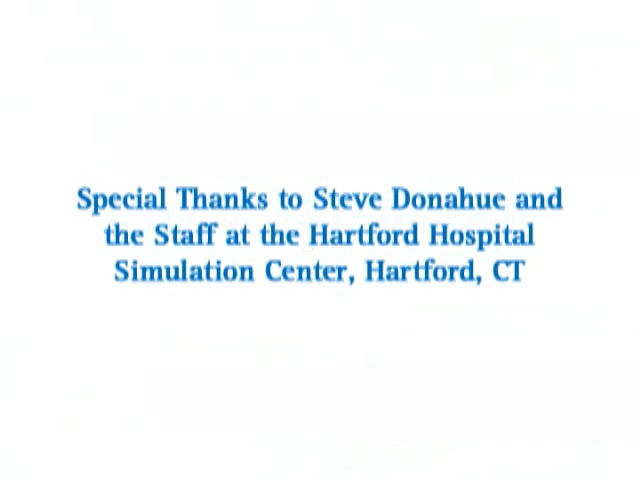 Special Thanks to Steve Donahue and
the Staff at the Hartford Hospital
Simulation Center, Hartford, CT